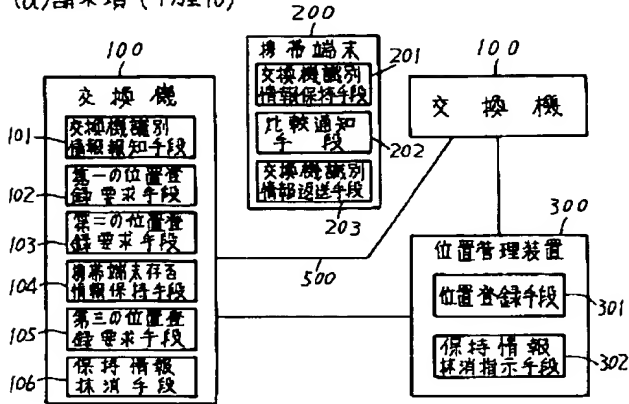 200
100
携帯端末
201
交換機識別
情報保持手段
比較通知
手段
202
交換機識別
情報返送手段
203
100
交換機
交換機
101
交換機識別
情報報知手段
102
第一の位置登
録要求手段
103
第二の位置登
録要求手段
104
携帯端末存否
情報保持手段
105
第三の位置登
録要求手段
106
保持情報
抹消手段
500
300
位置管理装置
位置登録手段
301
保持情報
抹消指示手段
302